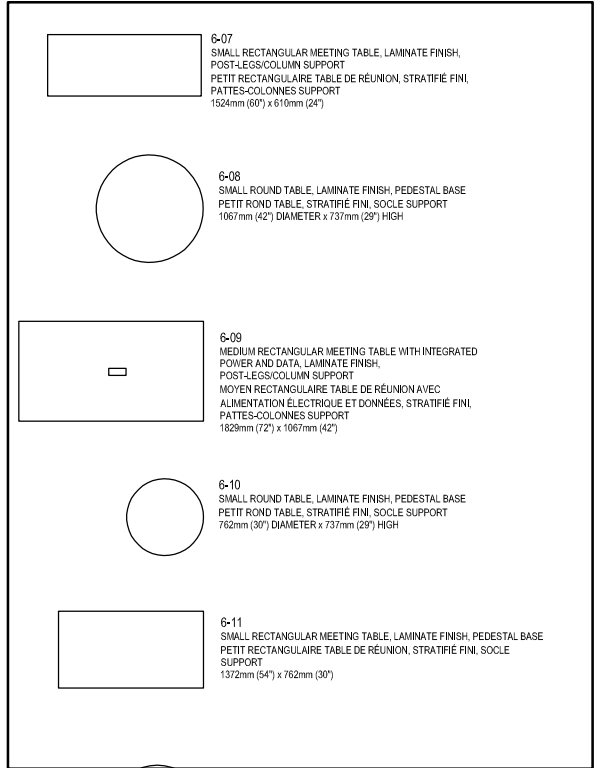 6-07
SMALL RECTANGULAR MEETING TABLE, LAMINATE FINISH,
POST-LEGS/COLUMN SUPPORT
PETIT RECTANGULAIRE TABLE DE RÉUNION, STRATIFIÉ FINI,
PATTES-COLONNES SUPPORT
1524mm (60") x 610mm (24")
6-08
SMALL ROUND TABLE, LAMINATE FINISH, PEDESTAL BASE
PETIT ROND TABLE, STRATIFIÉ FINI, SOCLE SUPPORT
1067mm (42") DIAMETER x 737mm (29") HIGH
6-09
MEDIUM RECTANGULAR MEETING TABLE WITH INTEGRATED
POWER AND DATA, LAMINATE FINISH,
POST-LEGS/COLUMN SUPPORT
MOYEN RECTANGULAIRE TABLE DE RÉUNION AVEC
ALIMENTATION ÉLECTRIQUE ET DONNÉES, STRATIFIÉ FINI,
PATTES-COLONNES SUPPORT
1829mm (72") x 1067mm (42")
6-10
SMALL ROUND TABLE, LAMINATE FINISH, PEDESTAL BASE
PETIT ROND TABLE, STRATIFIÉ FINI, SOCLE SUPPORT
762mm (30") DIAMETER x 737mm (29") HIGH
6-11
SMALL RECTANGULAR MEETING TABLE, LAMINATE FINISH, PEDESTAL BASE
PETIT RECTANGULAIRE TABLE DE RÉUNION, STRATIFIÉ FINI, SOCLE
SUPPORT
1372mm (54") x 762mm (30")